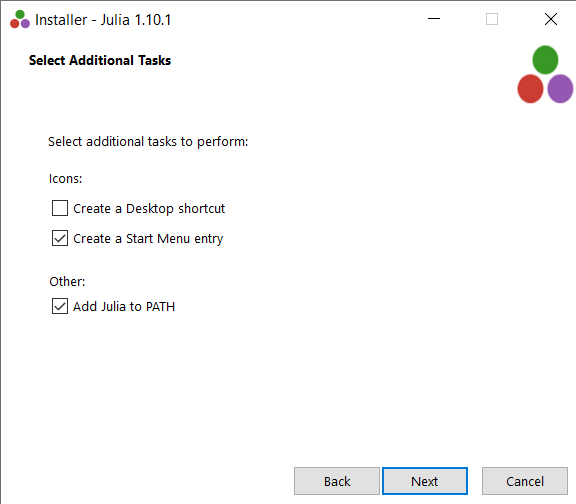 Installer - Julia 1.10.1
Select Additional Tasks
Select additional tasks to perform:
Icons:
Create a Desktop shortcut
Create a Start Menu entry
Other:
Add Julia to PATH
Back Next Cancel